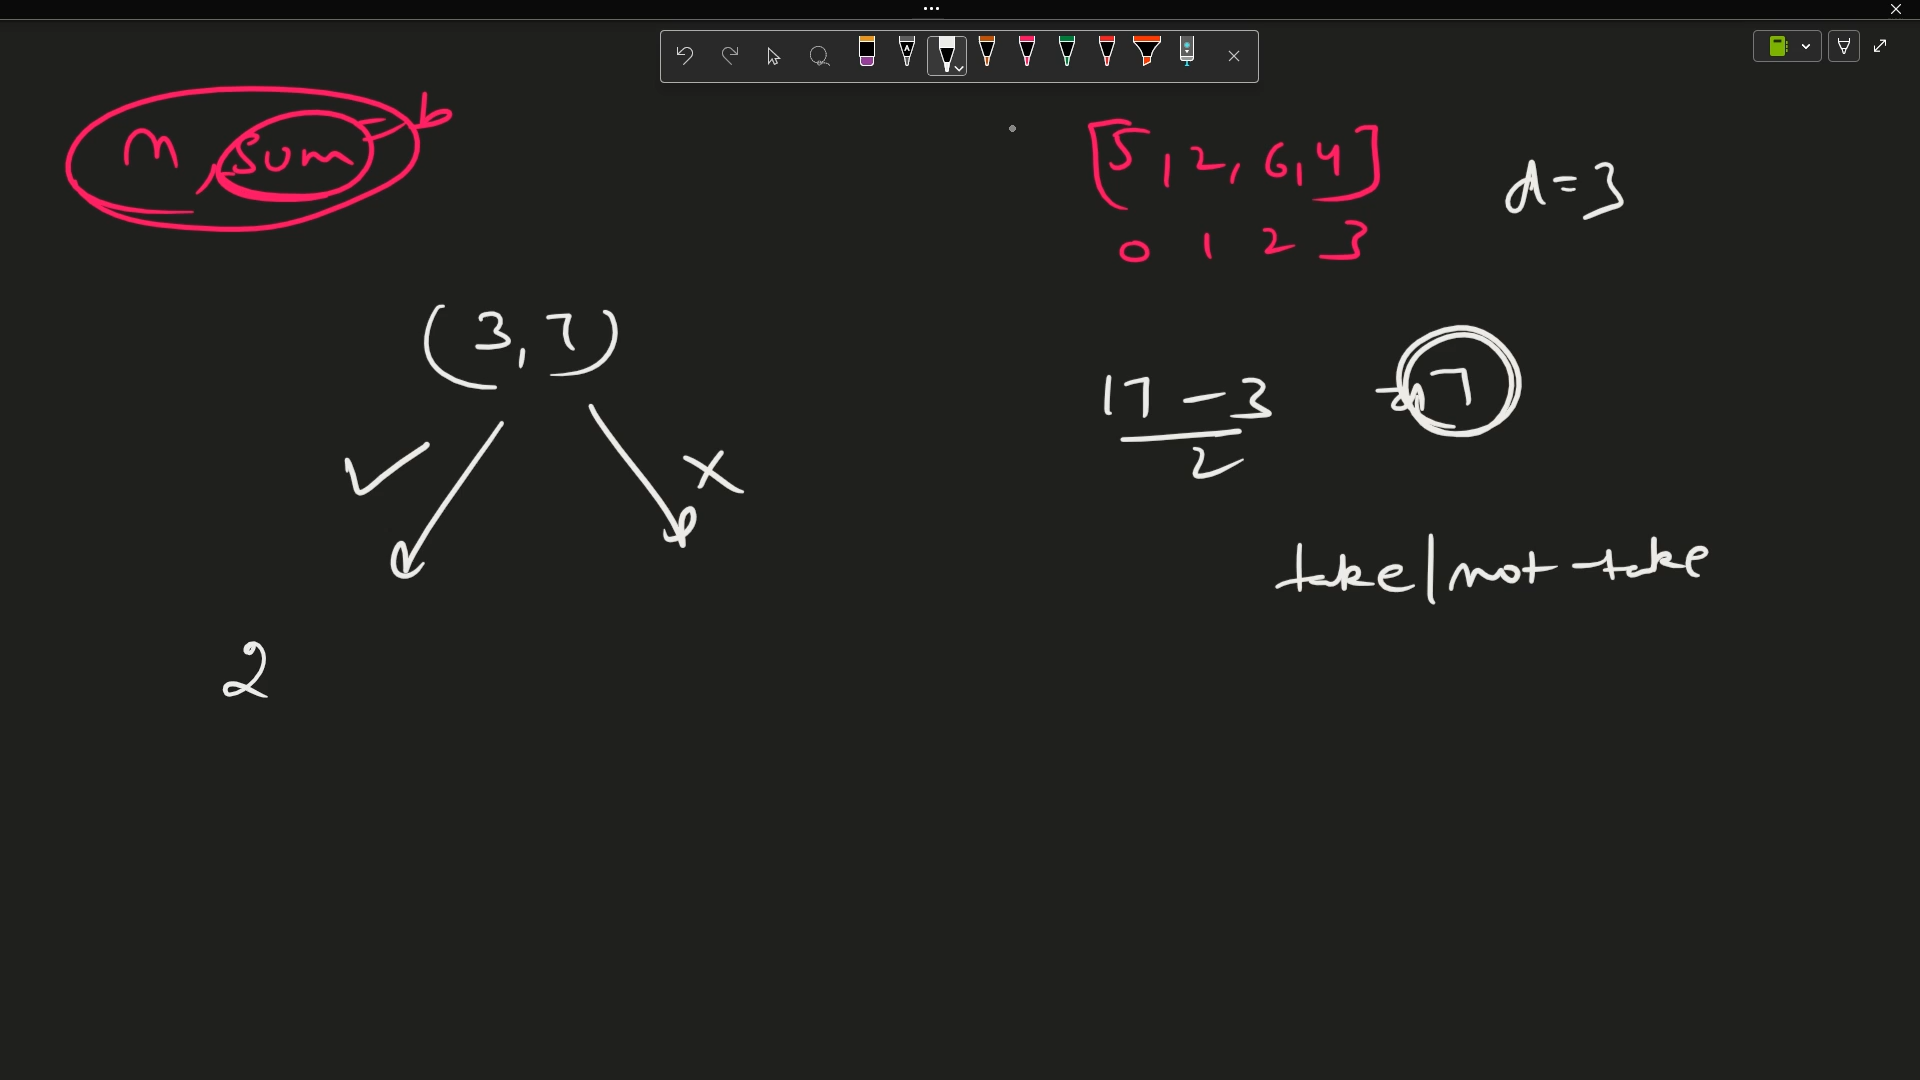 n, sum b
[5, 2, 6, 4]
0 1 2 3
d=3
(3, 7)
17 - 3
2
7
take | not-take
2